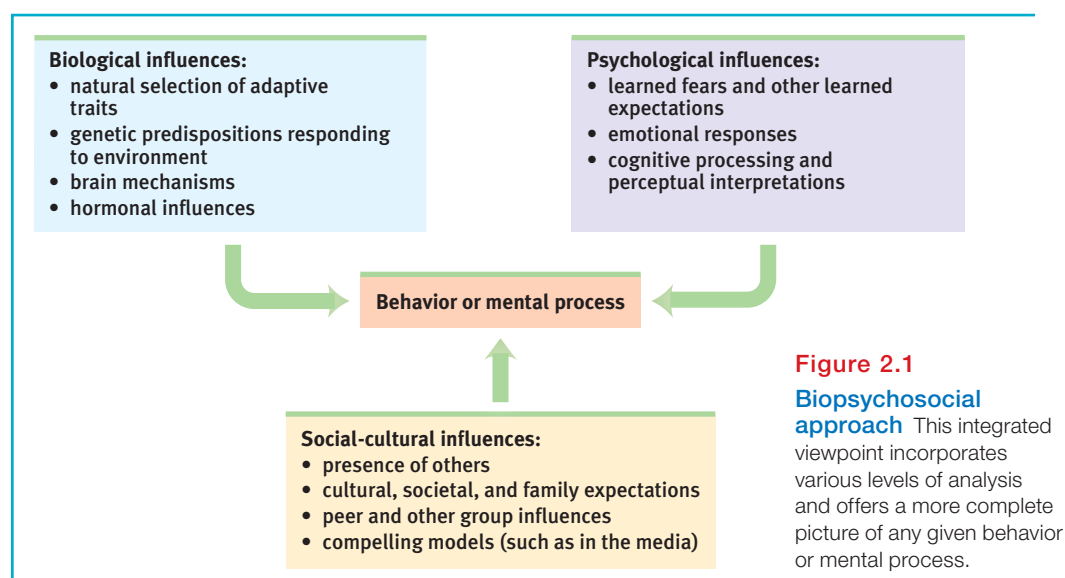 Biological influences:
• natural selection of adaptive
traits
• genetic predispositions responding
to environment
• brain mechanisms
• hormonal influences
Psychological influences:
• learned fears and other learned
expectations
• emotional responses
• cognitive processing and
perceptual interpretations
Behavior or mental process
Social-cultural influences:
• presence of others
• cultural, societal, and family expectations
• peer and other group influences
• compelling models (such as in the media)
Figure 2.1
Biopsychosocial
approach This integrated
viewpoint incorporates
various levels of analysis
and offers a more complete
picture of any given behavior
or mental process.